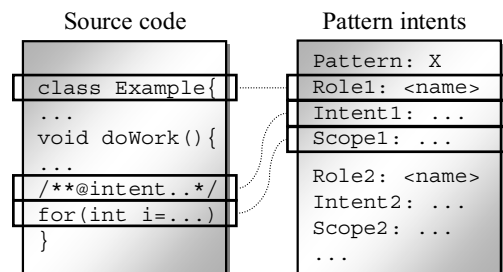 Source code
class Example{
...
void doWork(){
...
/**@intent..*/
for(int i=...)
}
Pattern intents
Pattern: X
Role1: <name>
Intent1: ...
Scope1: ...
Role2: <name>
Intent2: ...
Scope2: ...
...